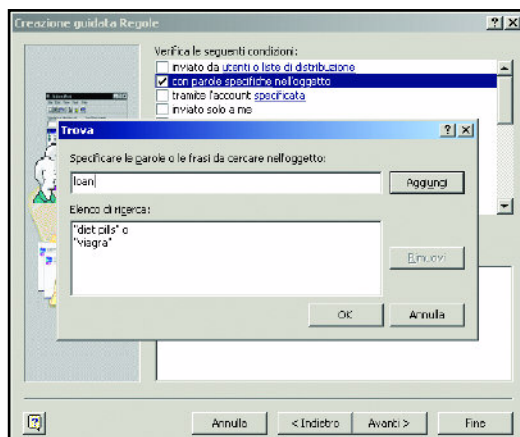 Creazione guidata Regole
Verifica le seguenti condizioni:
inviato da utenti o liste di distribuzione
con parole specifiche nell'oggetto
tramite l'account specificata
inviato solo a me
Trova
Specificare le parole o le frasi da cercare nell'oggetto:
loan
Aggiungi
Elenco di ricerca:
"diet pills" o
"viagra"
Rimuovi
OK
Annulla
Annulla
< Indietro
Avanti >
Fine